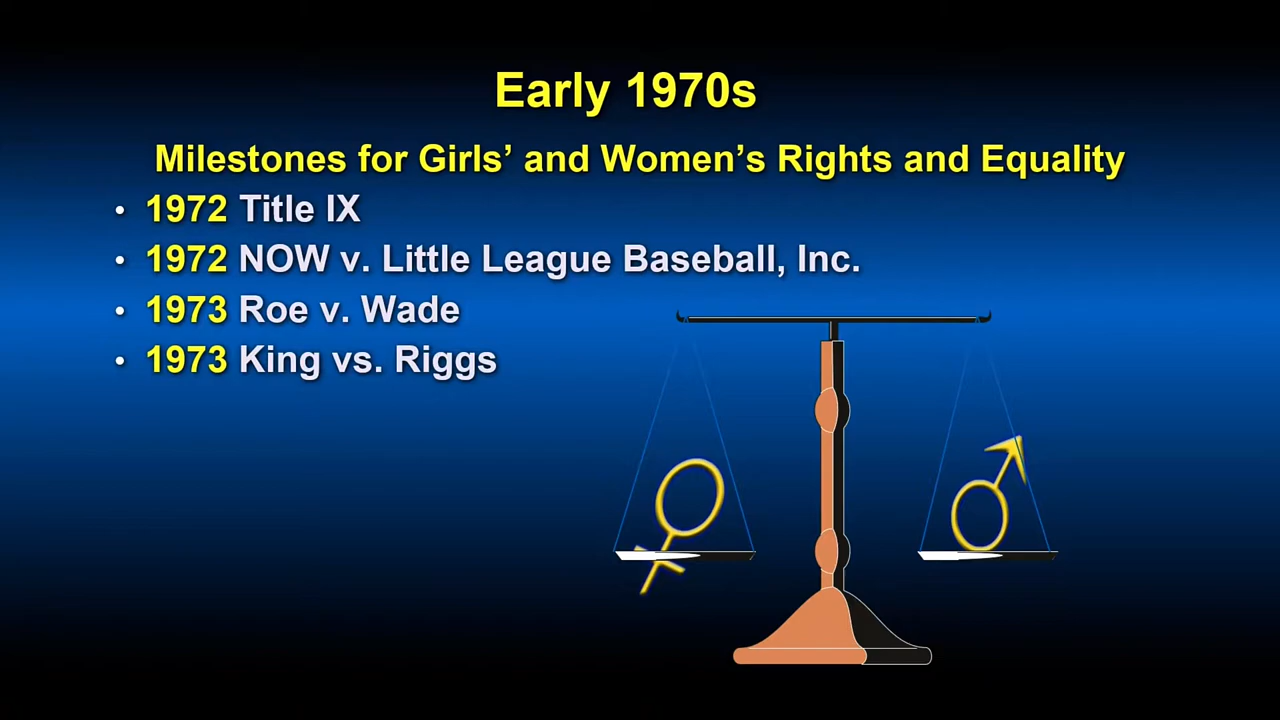 Early 1970s
Milestones for Girls’ and Women’s Rights and Equality
• 1972 Title IX
• 1972 NOW v. Little League Baseball, Inc.
• 1973 Roe v. Wade
• 1973 King vs. Riggs